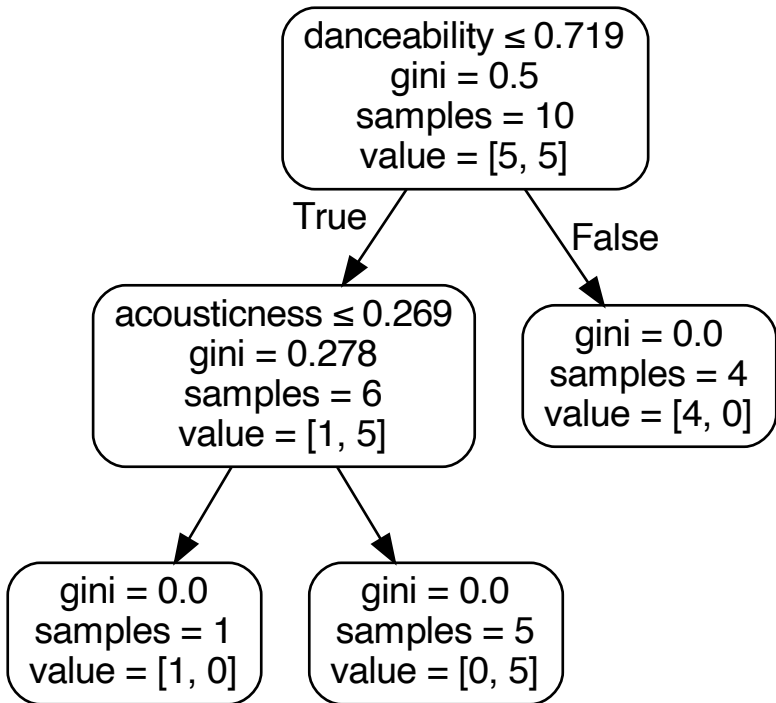 danceability ≤ 0.719
gini = 0.5
samples = 10
value = [5, 5]
True
False
acousticness ≤ 0.269
gini = 0.278
samples = 6
value = [1, 5]
gini = 0.0
samples = 4
value = [4, 0]
gini = 0.0
samples = 1
value = [1, 0]
gini = 0.0
samples = 5
value = [0, 5]